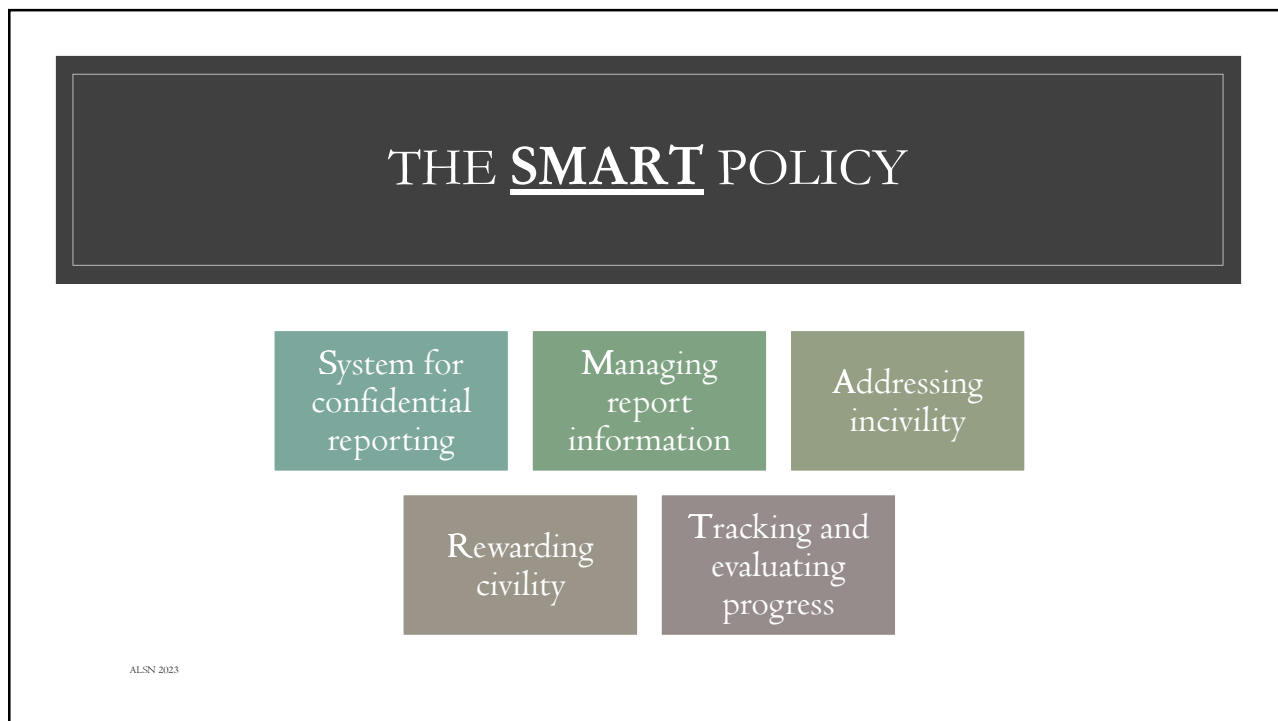 THE SMART POLICY
System for
confidential
reporting
Managing
report
information
Addressing
incivility
Rewarding
civility
Tracking and
evaluating
progress
ALSN 2023